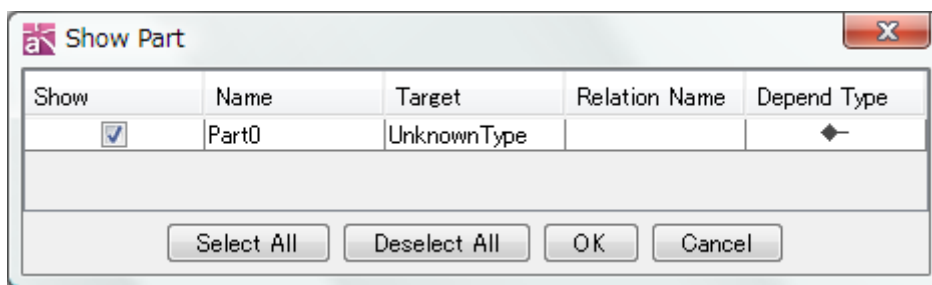 Show Part
Show Name Target Relation Name Depend Type
Part0 UnknownType
Select All Deselect All OK Cancel